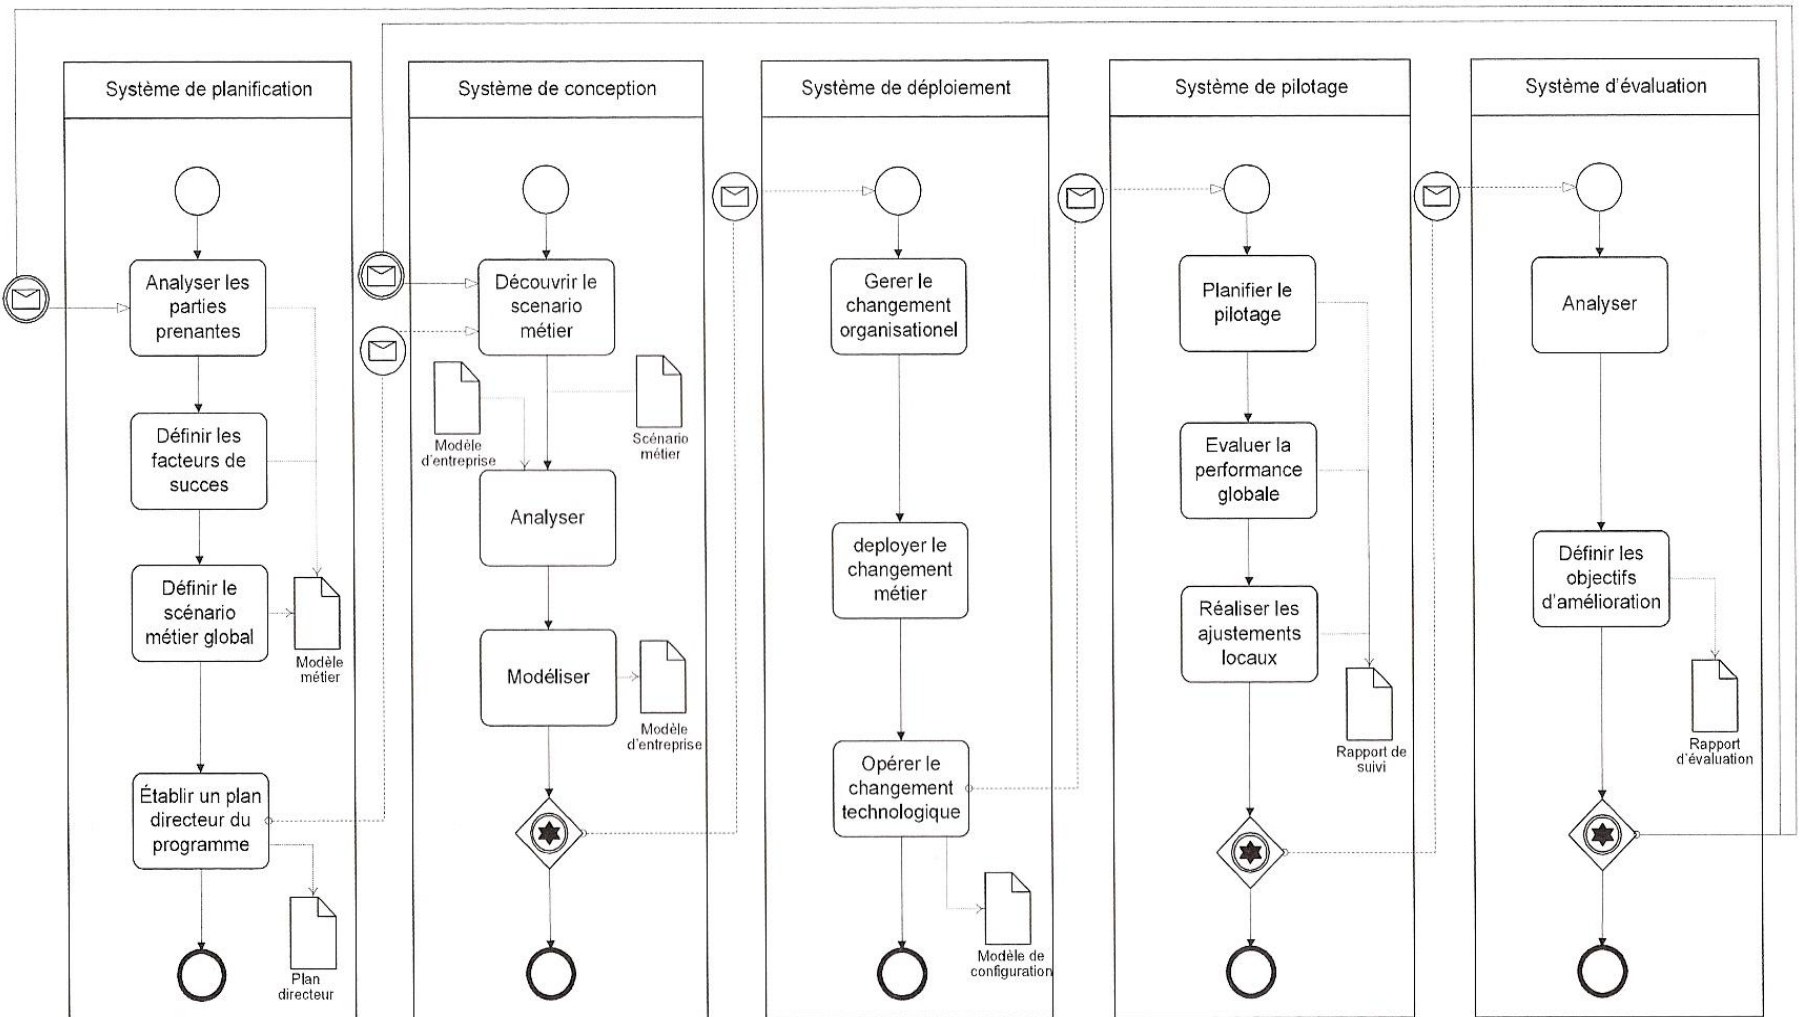 Système de planification
Analyser les
parties
prenantes
Définir les
facteurs de
succes
Définir le
scénario
métier global
Modèle
métier
Établir un plan
directeur du
programme
Plan
directeur
Système de conception
Découvrir le
scenario
métier
Modèle
d'entreprise
Scénario
métier
Analyser
Modéliser
Modèle
d'entreprise
Système de déploiement
Gerer le
changement
organisationel
deployer le
changement
métier
Opérer le
changement
technologique
Modèle de
configuration
Système de pilotage
Planifier le
pilotage
Evaluer la
performance
globale
Réaliser les
ajustements
locaux
Rapport de
suivi
Système d'évaluation
Analyser
Définir les
objectifs
d'amélioration
Rapport
d'évaluation